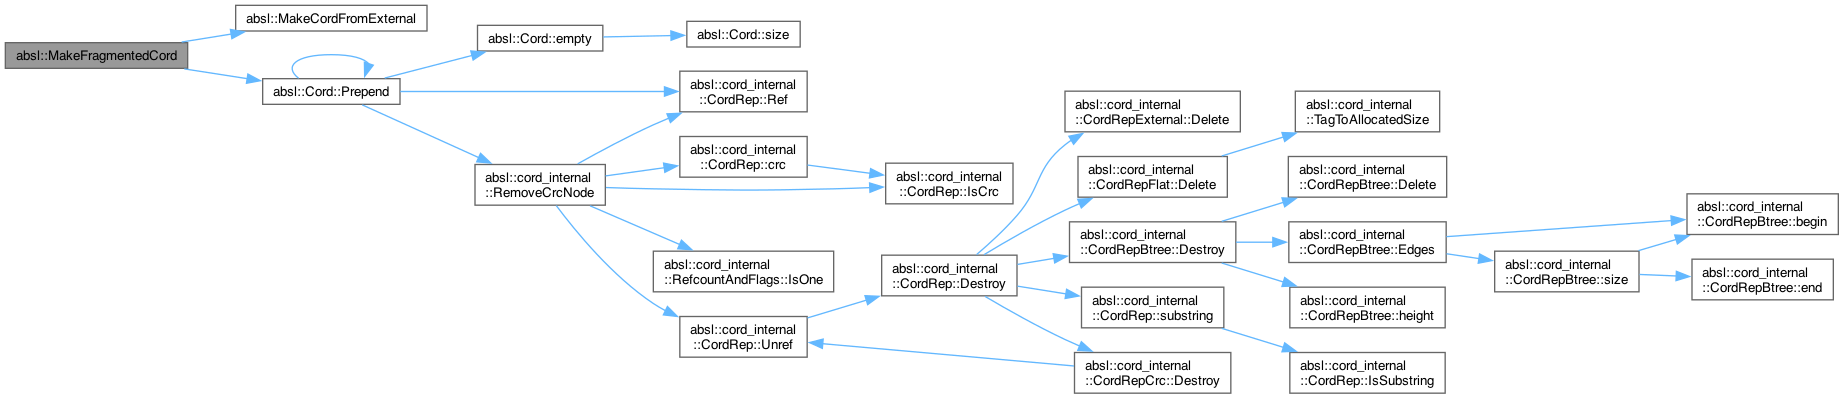 absl::MakeFragmentedCord
absl::MakeCordFromExternal
absl::Cord::Prepend
absl::Cord::empty
absl::Cord::size
absl::cord_internal
::CordRep::Ref
absl::cord_internal
::RemoveCrcNode
absl::cord_internal
::CordRep::crc
absl::cord_internal
::CordRep::IsCrc
absl::cord_internal
::RefcountAndFlags::IsOne
absl::cord_internal
::CordRep::Unref
absl::cord_internal
::CordRep::Destroy
absl::cord_internal
::CordRepExternal::Delete
absl::cord_internal
::CordRepFlat::Delete
absl::cord_internal
::TagToAllocatedSize
absl::cord_internal
::CordRepBtree::Destroy
absl::cord_internal
::CordRepBtree::Delete
absl::cord_internal
::CordRepBtree::Edges
absl::cord_internal
::CordRepBtree::begin
absl::cord_internal
::CordRepBtree::size
absl::cord_internal
::CordRepBtree::end
absl::cord_internal
::CordRepBtree::height
absl::cord_internal
::CordRep::substring
absl::cord_internal
::CordRep::IsSubstring
absl::cord_internal
::CordRepCrc::Destroy